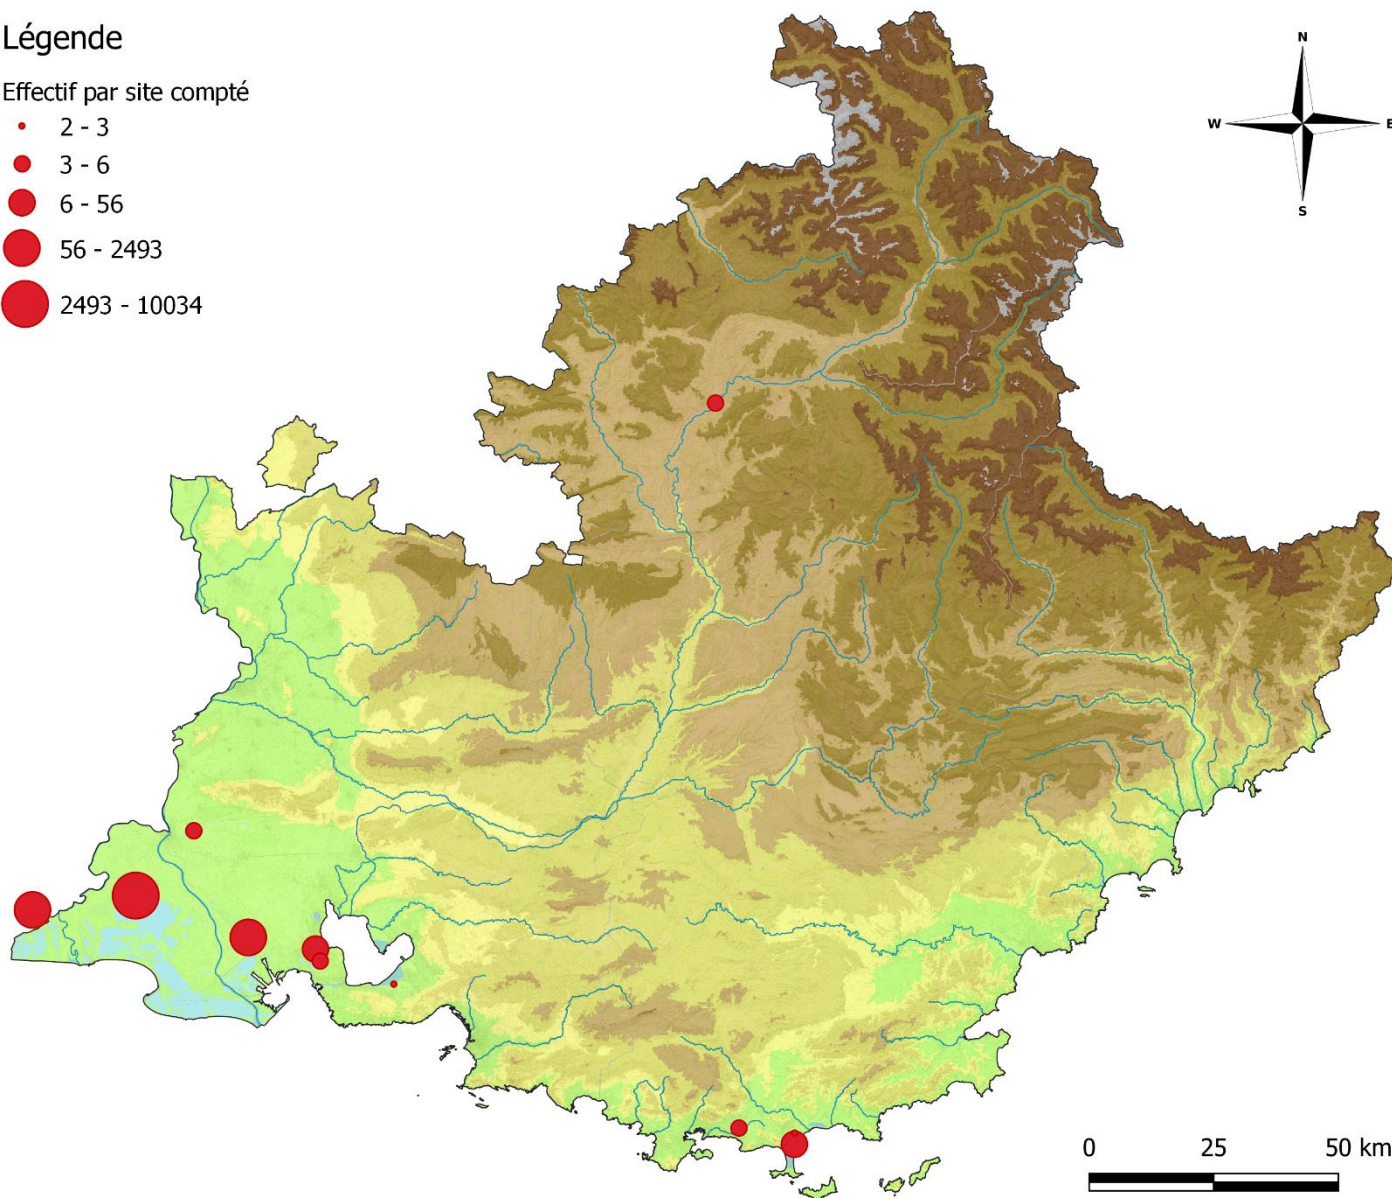 Légende
Effectif par site compté
2 - 3
3 - 6
6 - 56
56 - 2493
2493 - 10034
N
W
E
S
0 25 50 km